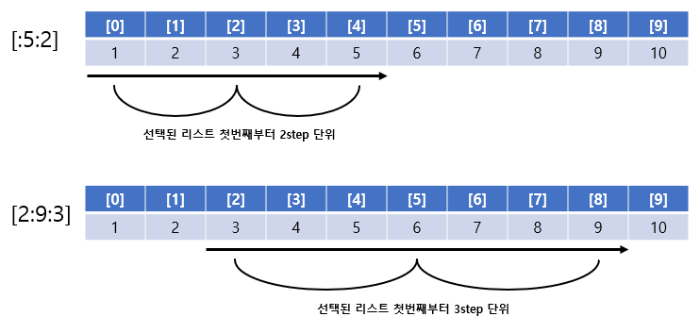 [:5:2]
[0] [1] [2] [3] [4] [5] [6] [7] [8] [9]
1 2 3 4 5 6 7 8 9 10
선택된 리스트 첫번째부터 2step 단위
[2:9:3]
[0] [1] [2] [3] [4] [5] [6] [7] [8] [9]
1 2 3 4 5 6 7 8 9 10
선택된 리스트 첫번째부터 3step 단위